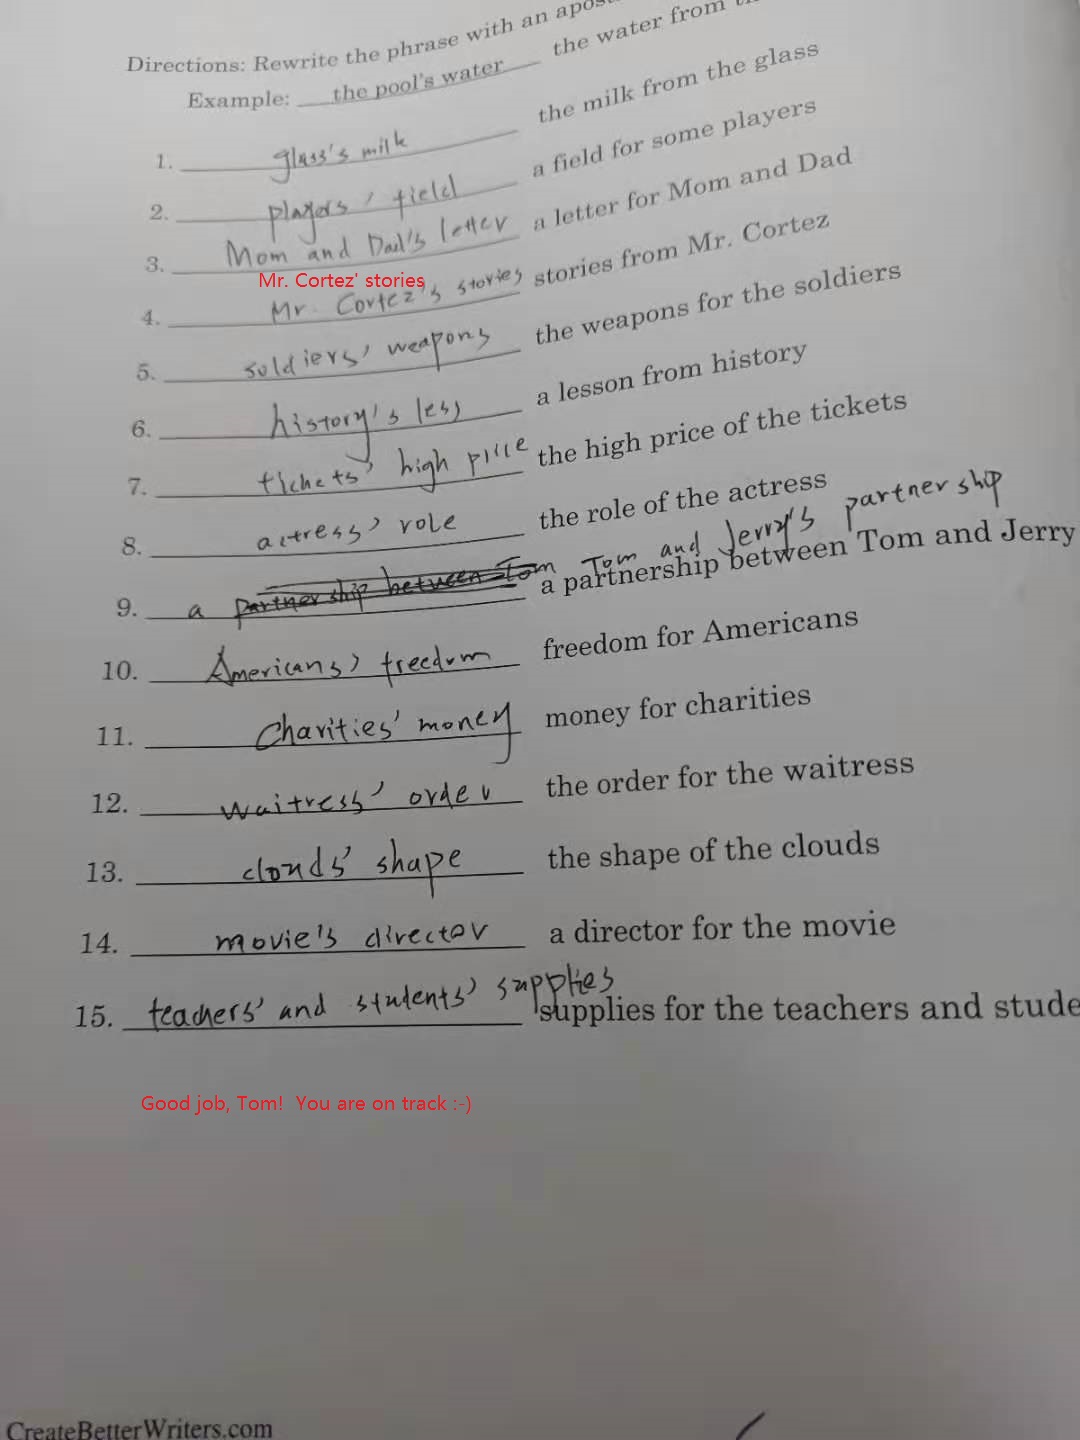 Directions: Rewrite the phrase with an
Example: the pool's water the water from
1. glass's milk the milk from the glass
2. players' field a field for some players
3. Mom and Dad's letter a letter for Mom and Dad
Mr. Cortez' stories
4. Mr. Cortez's stories stories from Mr. Cortez
5. soldiers' weapons the weapons for the soldiers
6. history's less a lesson from history
7. tickets' high price the high price of the tickets
8. actress' role the role of the actress
Tom and Jerry's partnership
9. a partnership between Tom a partnership between Tom and Jerry
10. Americans' freedom freedom for Americans
11. Charities' money money for charities
12. waitress' order the order for the waitress
13. clouds' shape the shape of the clouds
14. movie's director a director for the movie
15. teachers' and students' supplies supplies for the teachers and stude
Good job, Tom! You are on track :-)
CreateBetterWriters.com